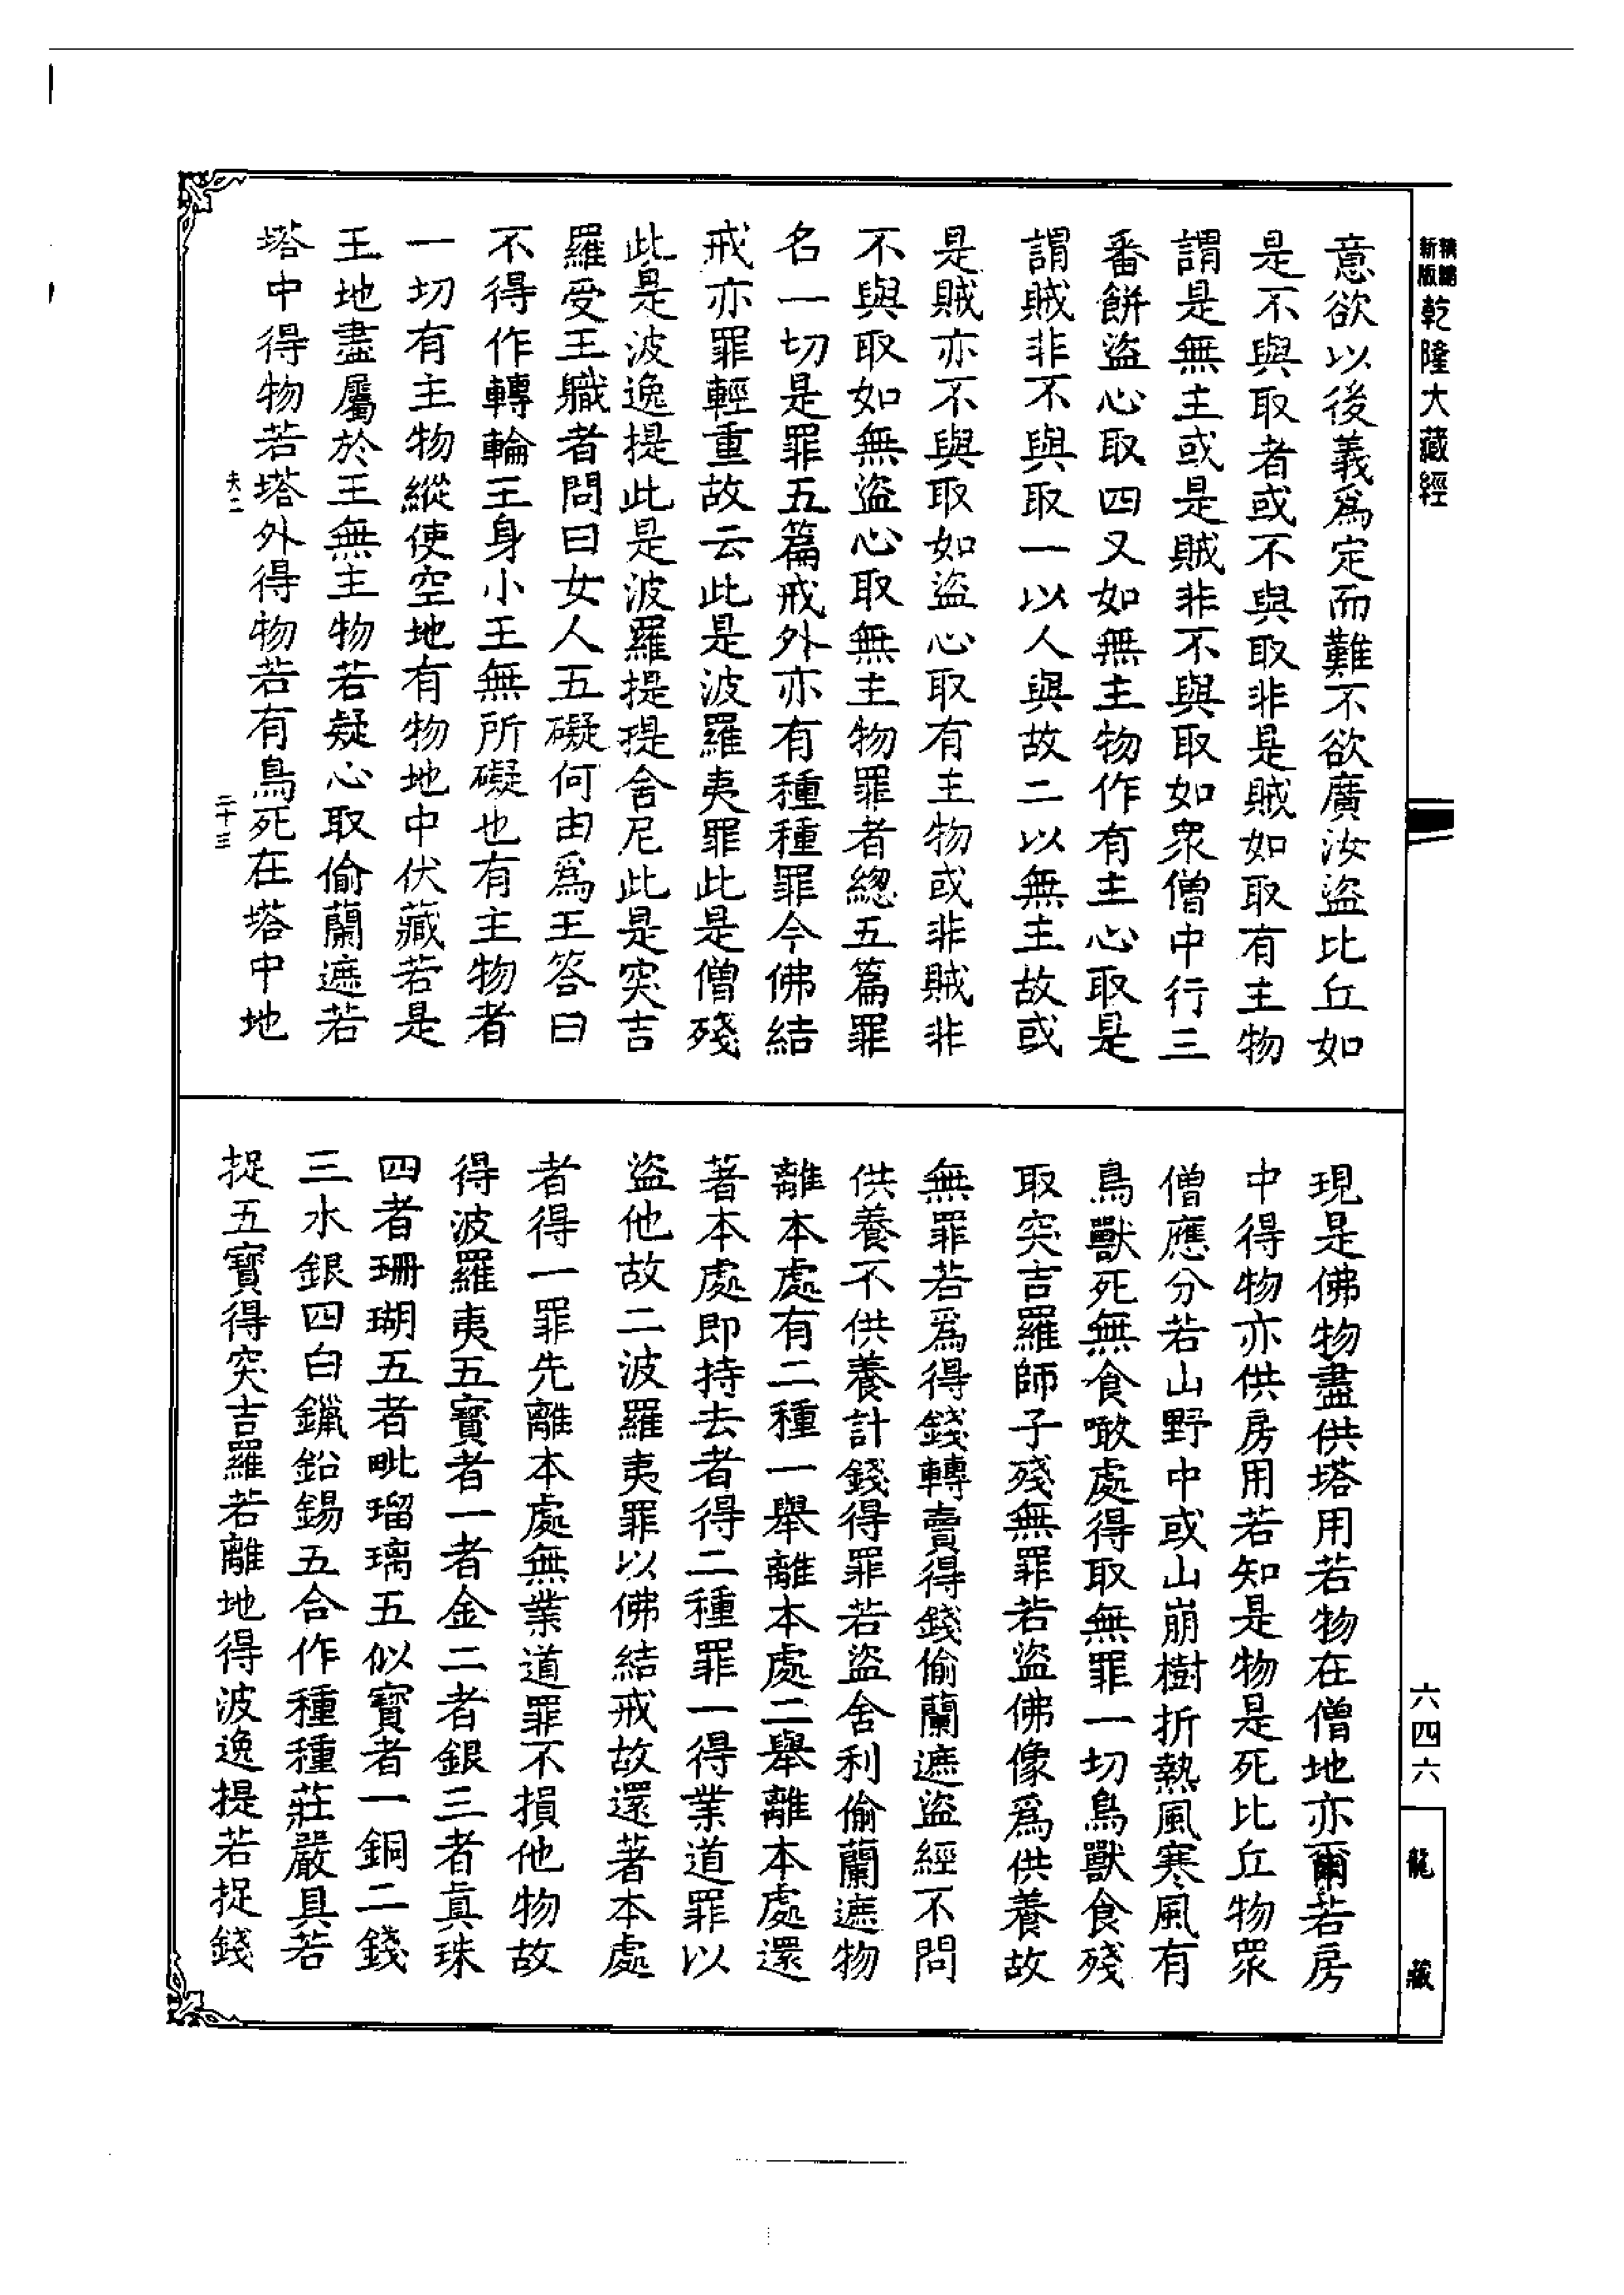 精縮
新版
乾隆大藏經
意欲以後義爲定而難不欲廣汝盜比丘如
是不與取者或不與取非是賊如取有主物
謂是無主或是賊非不與取如衆僧中行三
番餅盜心取四又如無主物作有主心取是
謂賊非不與取一以人與故二以無主故或
是賊亦不與取如盜心取有主物或非賊非
不與取如無盜心取無主物罪者總五篇罪
名一切是罪五篇戒外亦有種種罪今佛結
戒亦罪輕重故云此是波羅夷罪此是僧殘
此是波逸提此是波羅提提舍尼此是突吉
羅受王職者問曰女人五礙何由爲王答曰
不得作轉輪王身小王無所礙也有主物者
一切有主物縱使空地有物地中伏藏若是
王地盡屬於王無主物若疑心取偷蘭遮若
塔中得物若塔外得物若有鳥死在塔中地
夫二
二十三
現是佛物盡供塔用若物在僧地亦爾若房
中得物亦供房用若知是物是死比丘物衆
僧應分若山野中或山崩樹折熱風寒風有
鳥獸死無食噉處得取無罪一切鳥獸食殘
取突吉羅師子殘無罪若盜佛像爲供養故
無罪若爲得錢轉賣得錢偷蘭遮盜經不問
供養不供養計錢得罪若盜舍利偷蘭遮物
離本處有二種一舉離本處二舉離本處還
著本處即持去者得二種罪一得業道罪以
盜他故二波羅夷罪以佛結戒故還著本處
者得一罪先離本處無業道罪不損他物故
得波羅夷五寶者一者金二者銀三者真珠
四者珊瑚五者毗瑠璃五似寶者一銅二錢
三水銀四白鑞鉛錫五合作種種莊嚴具若
捉五寶得突吉羅若離地得波逸提若捉錢
六四六
龍藏